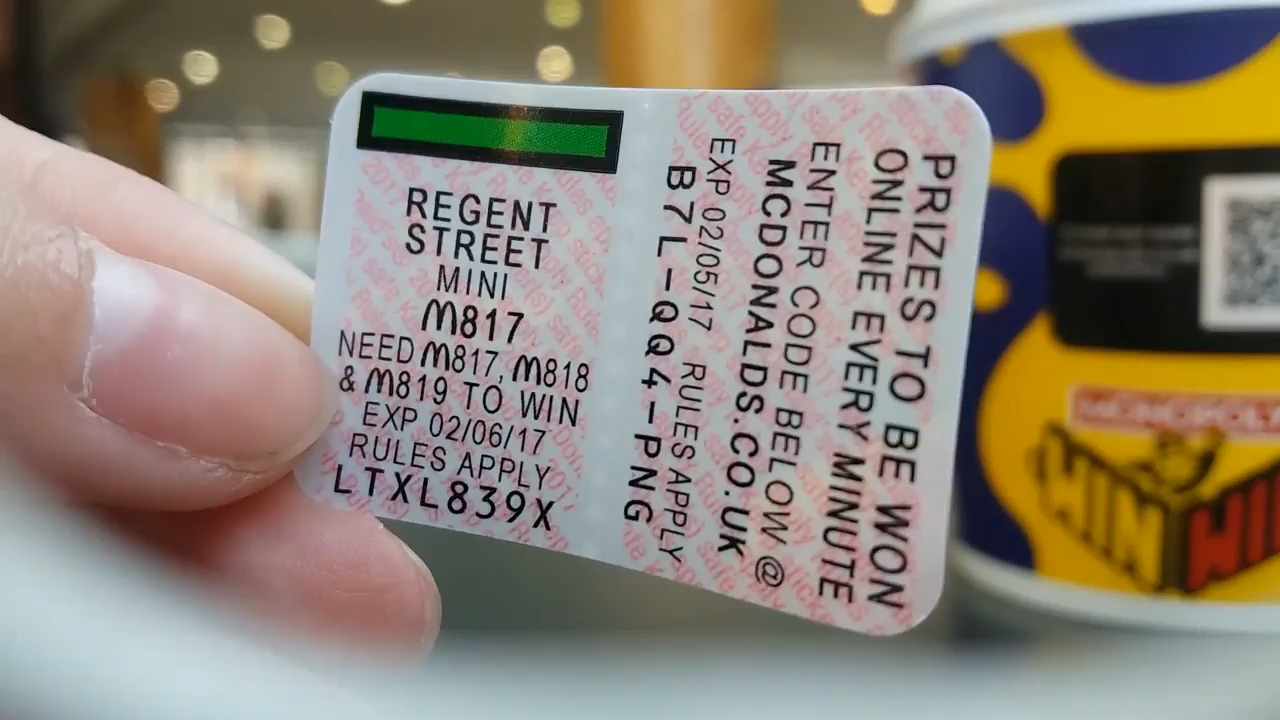 REGENT
STREET
MINI
M817
NEED M817, M818
& M819 TO WIN
EXP 02/06/17
RULES APPLY
LTXL839X
PRIZES TO BE WON
ONLINE EVERY MINUTE
ENTER CODE BELOW @
MCDONALDS.CO.UK
EXP 02/05/17 RULES APPLY
B7L-QQ4-PNG
MONOPOLY
WIN